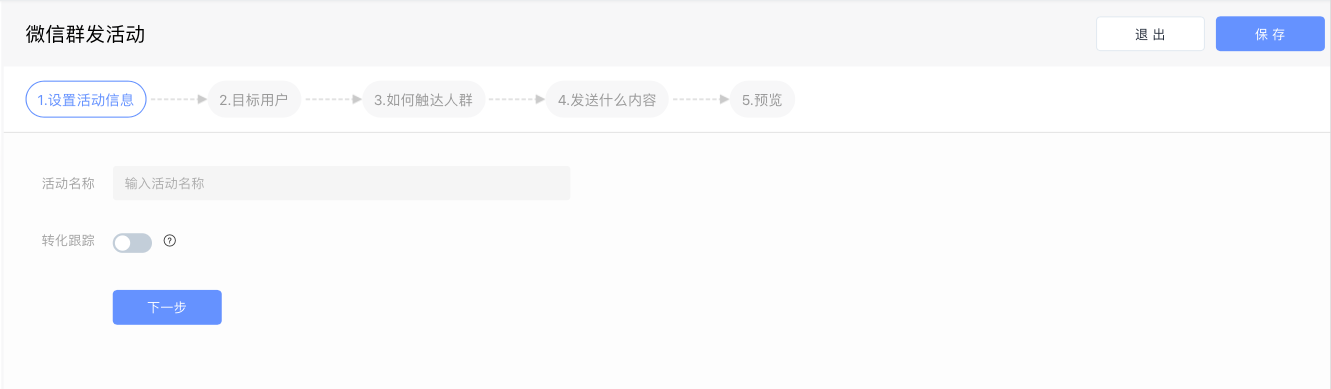 微信群发活动
退 出
保 存
1.设置活动信息
2.目标用户
3.如何触达人群
4.发送什么内容
5.预览
活动名称
输入活动名称
转化跟踪
?
下一步